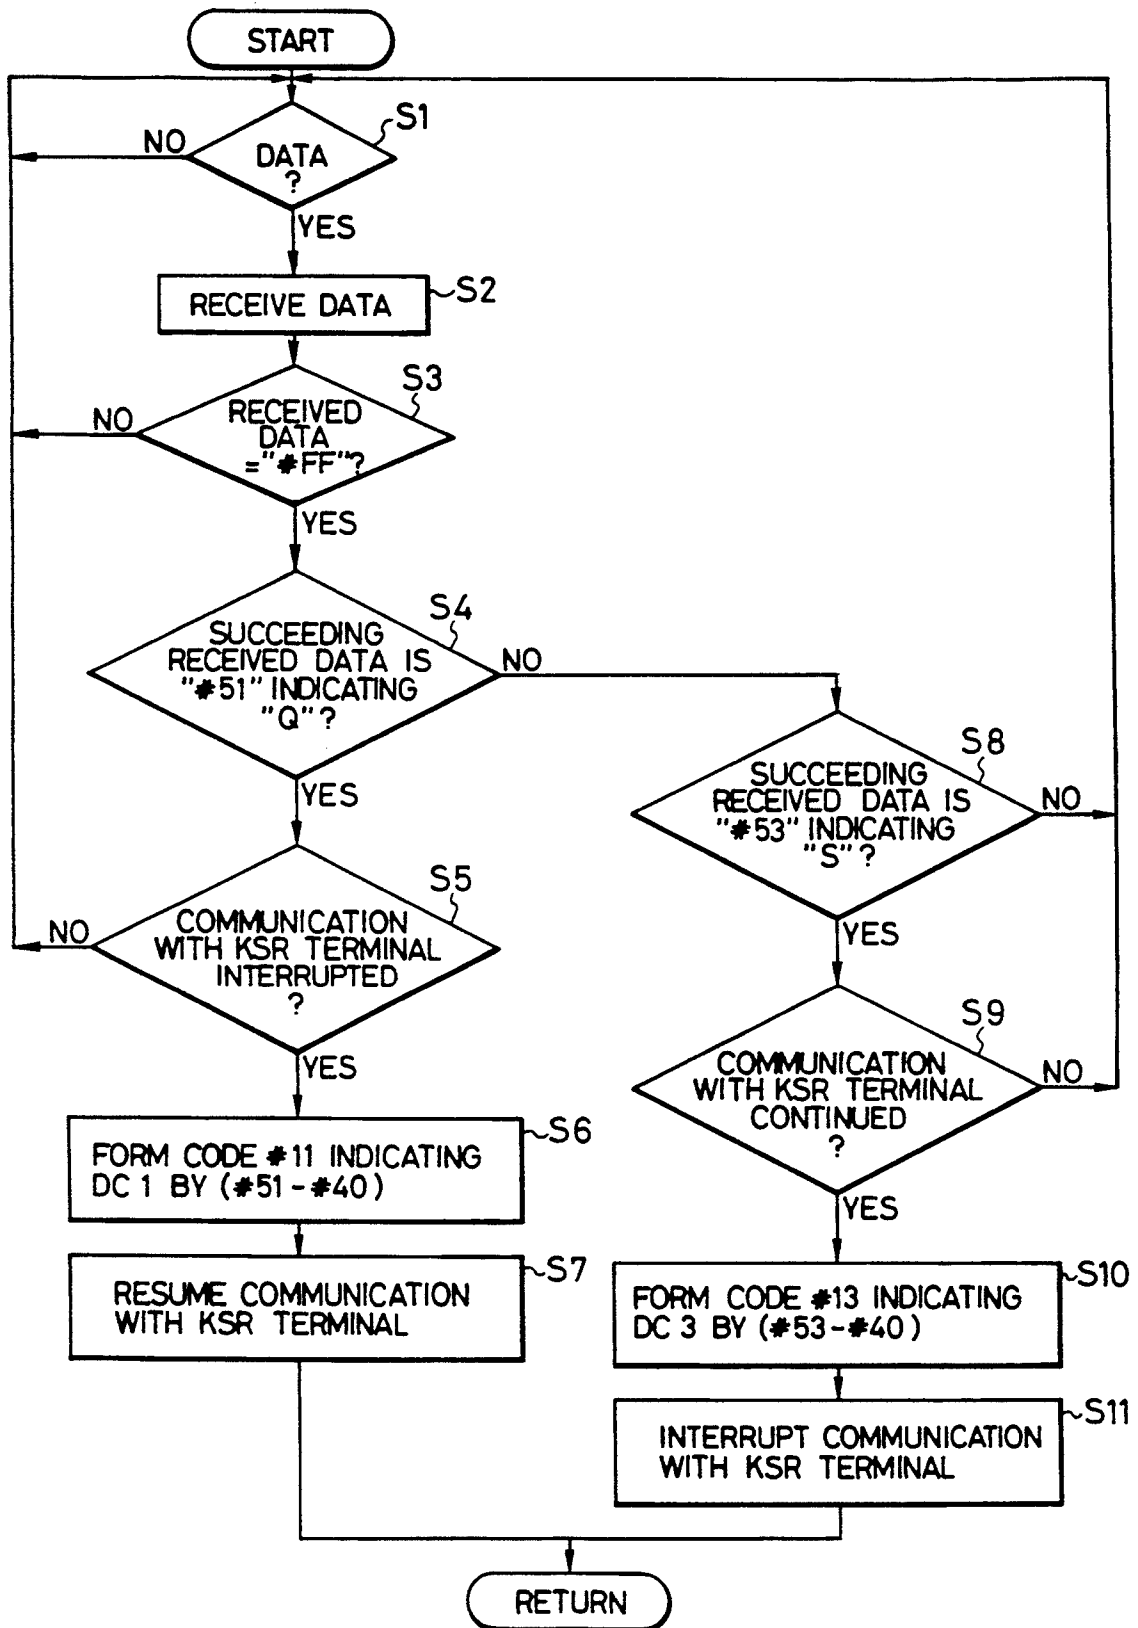 START
S1
NO
DATA
?
YES
S2
RECEIVE DATA
S3
NO
RECEIVED
DATA
="#FF"?
YES
S4
SUCCEEDING
RECEIVED DATA IS
"#51" INDICATING
"Q"?
NO
YES
S8
SUCCEEDING
RECEIVED DATA IS
"#53" INDICATING
"S"?
NO
YES
S5
COMMUNICATION
WITH KSR TERMINAL
INTERRUPTED
?
NO
YES
S9
COMMUNICATION
WITH KSR TERMINAL
CONTINUED
?
NO
YES
S6
FORM CODE #11 INDICATING
DC 1 BY (#51-#40)
S7
RESUME COMMUNICATION
WITH KSR TERMINAL
S10
FORM CODE #13 INDICATING
DC 3 BY (#53-#40)
S11
INTERRUPT COMMUNICATION
WITH KSR TERMINAL
RETURN